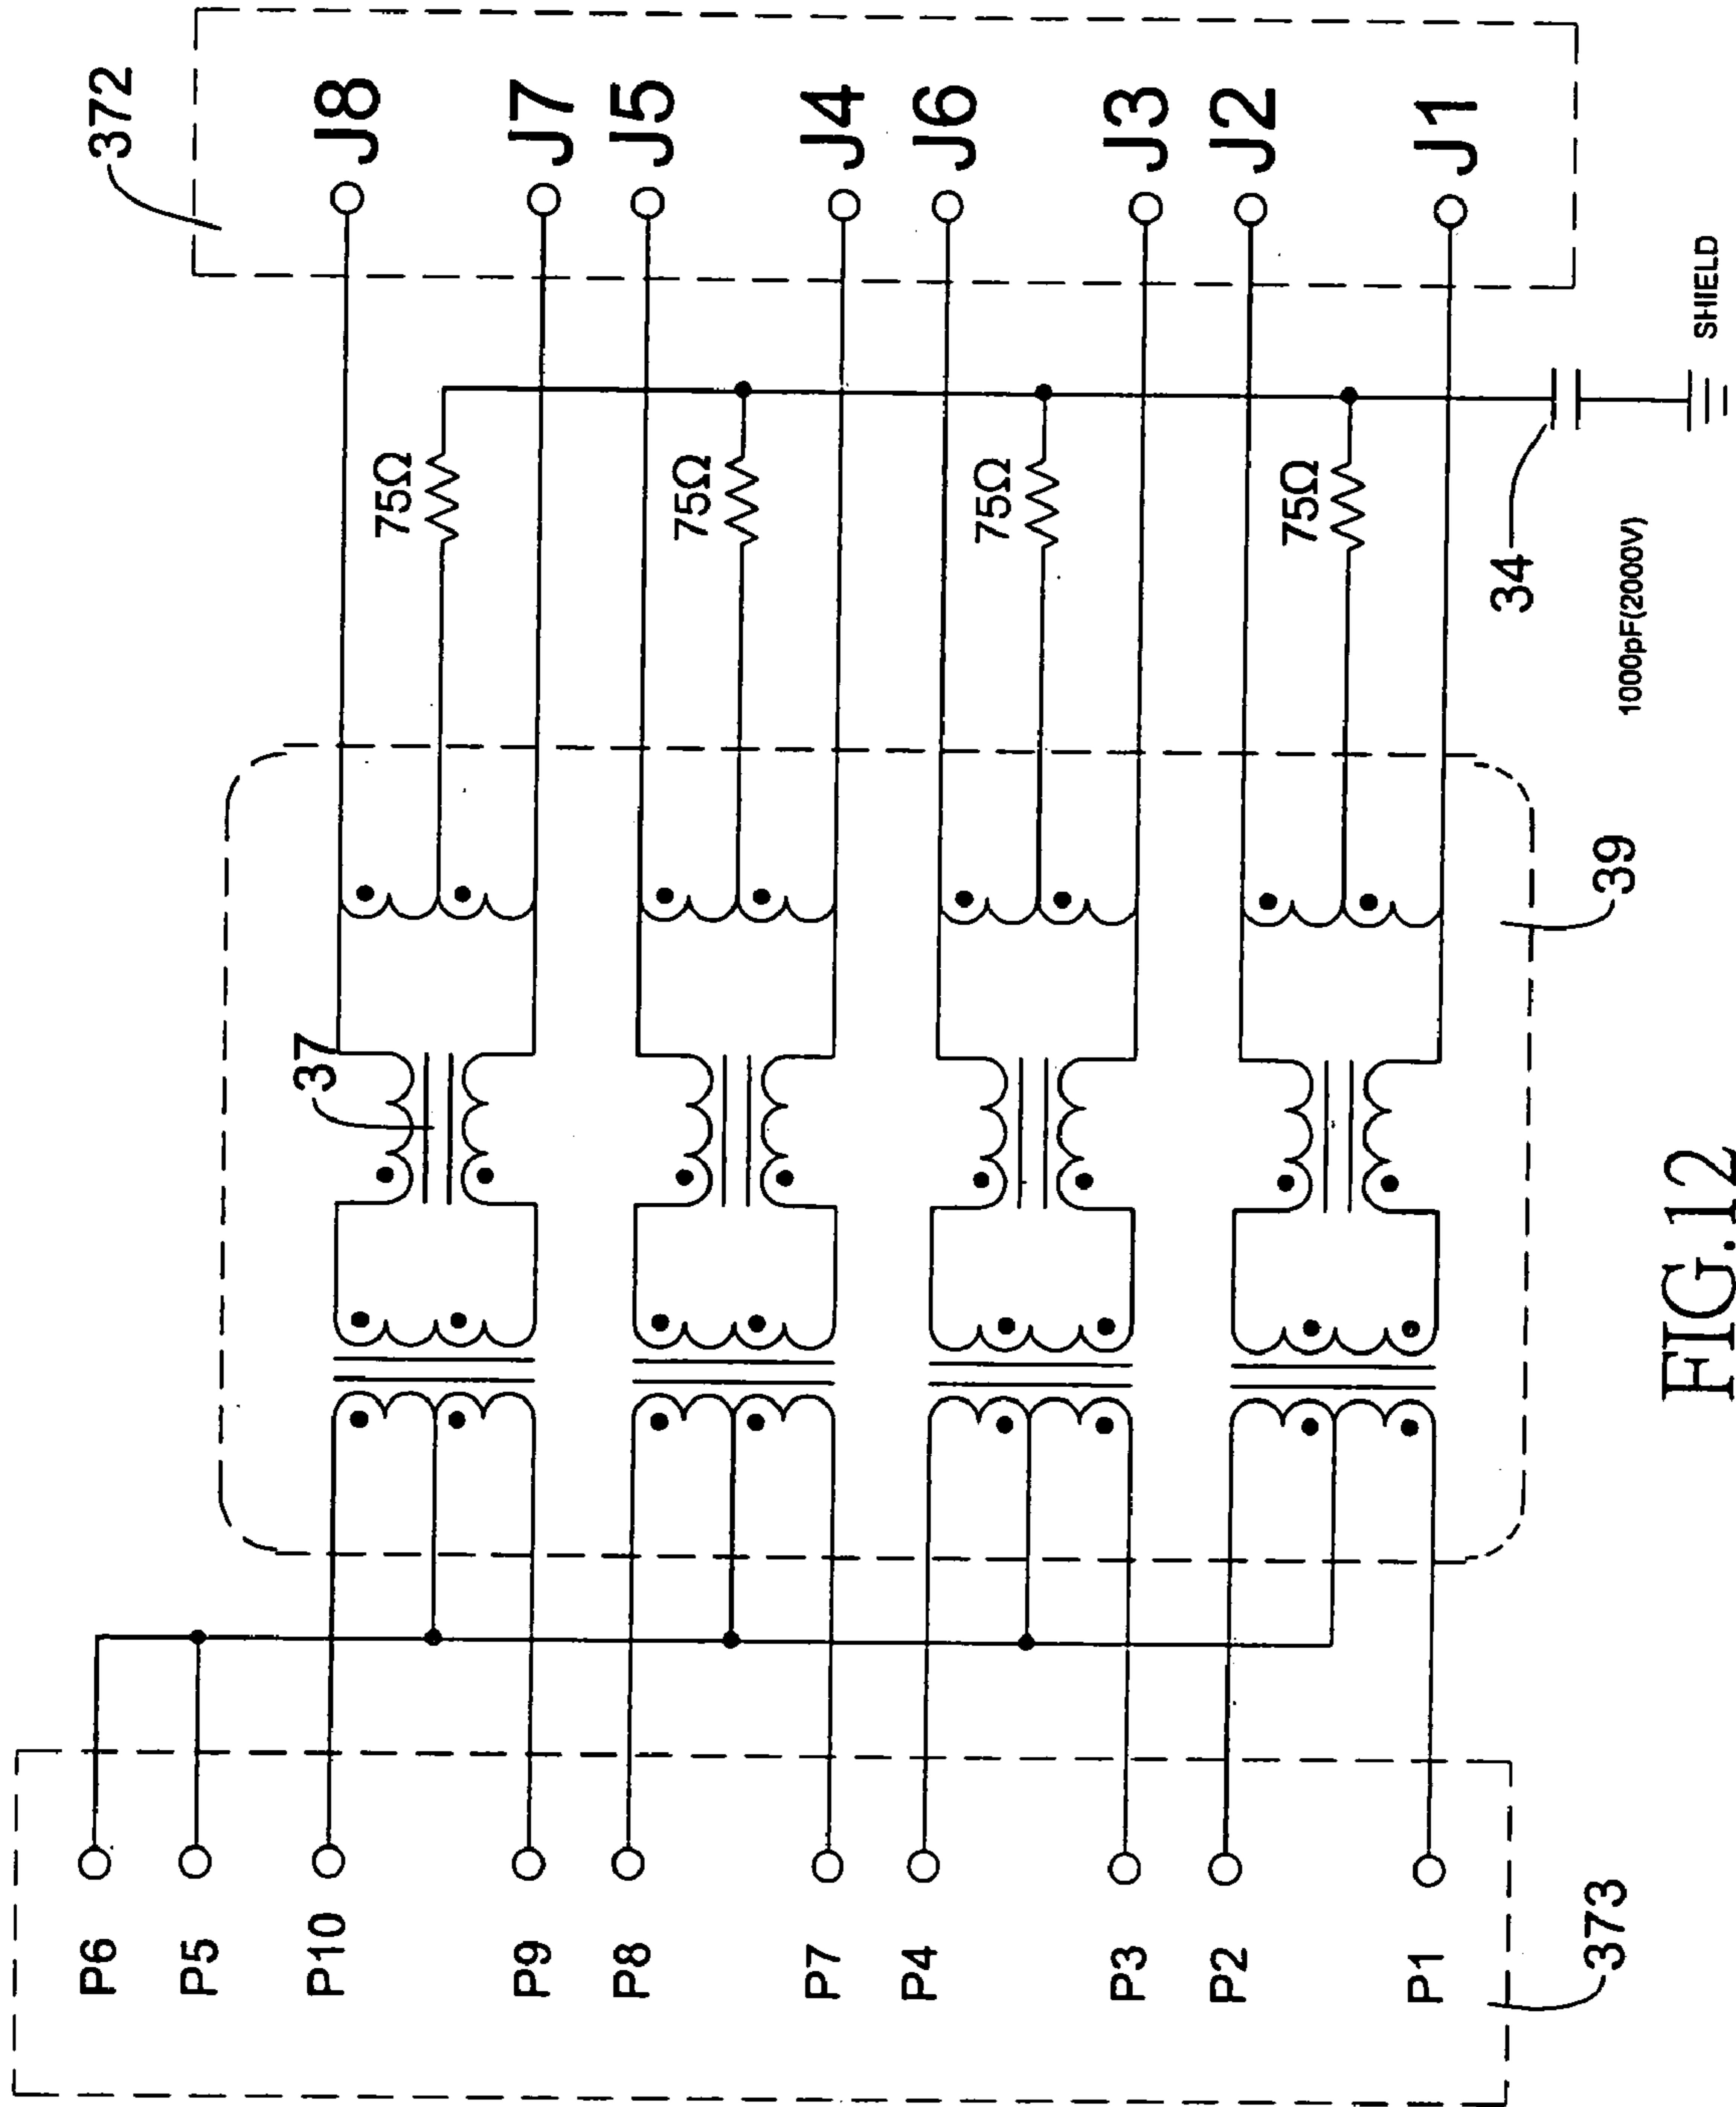 372
J8
J7
J5
J4
J6
J3
J2
J1
75Ω
75Ω
75Ω
75Ω
SHIELD
34
1000pF(2000V)
37
39
P6
P5
P10
P9
P8
P7
P4
P3
P2
P1
373
FIG.12